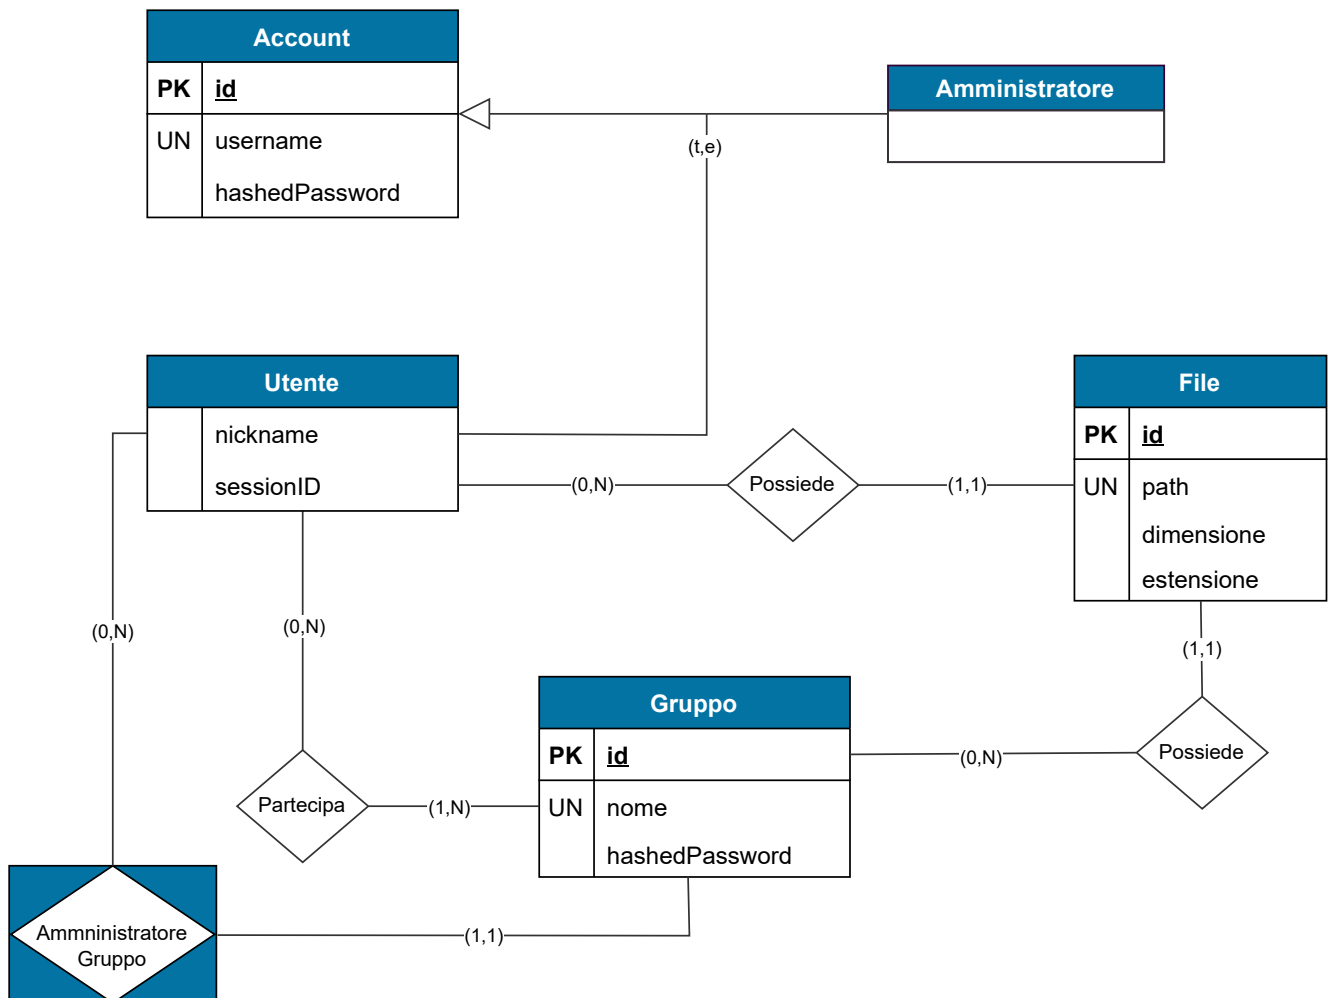 Account
PK id
UN username
hashedPassword
Amministratore
(t,e)
Utente
nickname
sessionID
(0,N)
Possiede
(1,1)
File
PK id
UN path
dimensione
estensione
(0,N)
(0,N)
(1,1)
Gruppo
PK id
UN nome
hashedPassword
(0,N)
Possiede
Partecipa
(1,N)
Ammninistratore
Gruppo
(1,1)